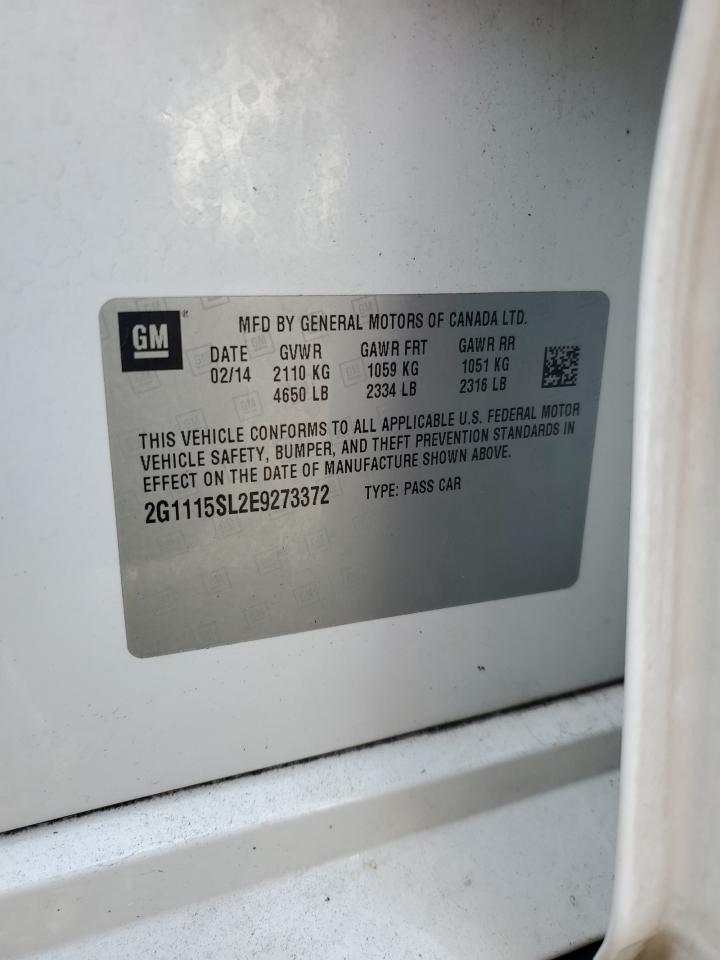 GM®
MFD BY GENERAL MOTORS OF CANADA LTD.
DATE GVWR GAWR FRT GAWR RR
02/14 2110 KG 1059 KG 1051 KG
4650 LB 2334 LB 2316 LB
THIS VEHICLE CONFORMS TO ALL APPLICABLE U.S. FEDERAL MOTOR
VEHICLE SAFETY, BUMPER, AND THEFT PREVENTION STANDARDS IN
EFFECT ON THE DATE OF MANUFACTURE SHOWN ABOVE.
2G1115SL2E9273372 TYPE: PASS CAR